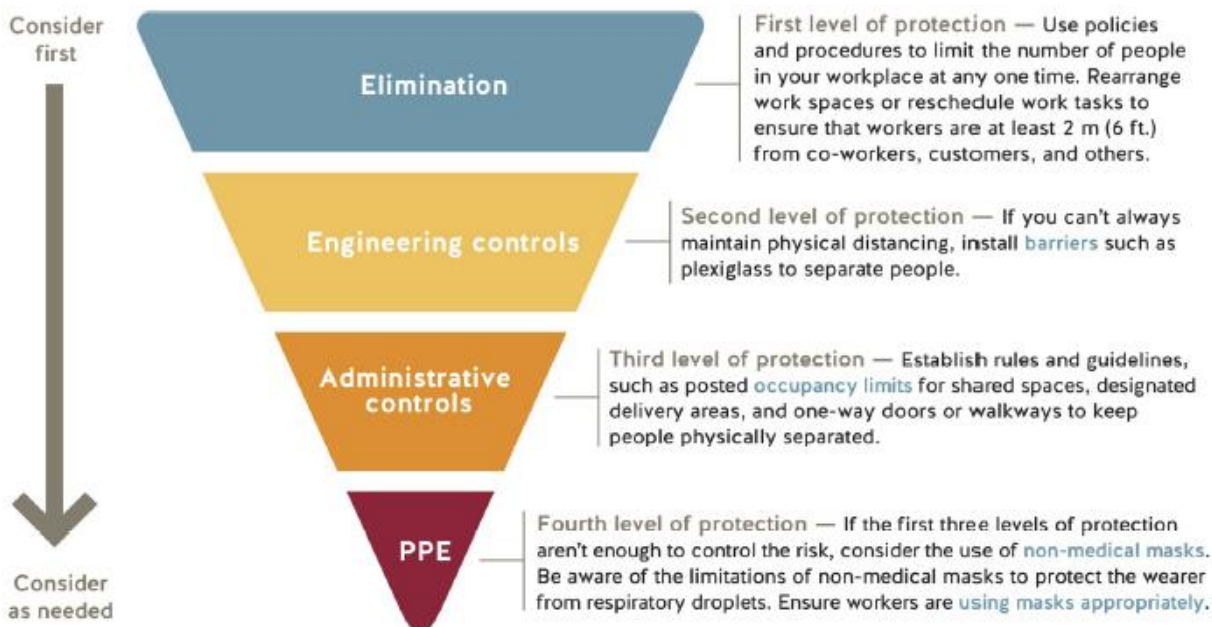 Consider
first
Elimination
First level of protection — Use policies
and procedures to limit the number of people
in your workplace at any one time. Rearrange
work spaces or reschedule work tasks to
ensure that workers are at least 2 m (6 ft.)
from co-workers, customers, and others.
Engineering controls
Second level of protection — If you can't always
maintain physical distancing, install barriers such as
plexiglass to separate people.
Administrative
controls
Third level of protection — Establish rules and guidelines,
such as posted occupancy limits for shared spaces, designated
delivery areas, and one-way doors or walkways to keep
people physically separated.
PPE
Fourth level of protection — If the first three levels of protection
aren't enough to control the risk, consider the use of non-medical masks.
Be aware of the limitations of non-medical masks to protect the wearer
from respiratory droplets. Ensure workers are using masks appropriately.
Consider
as needed